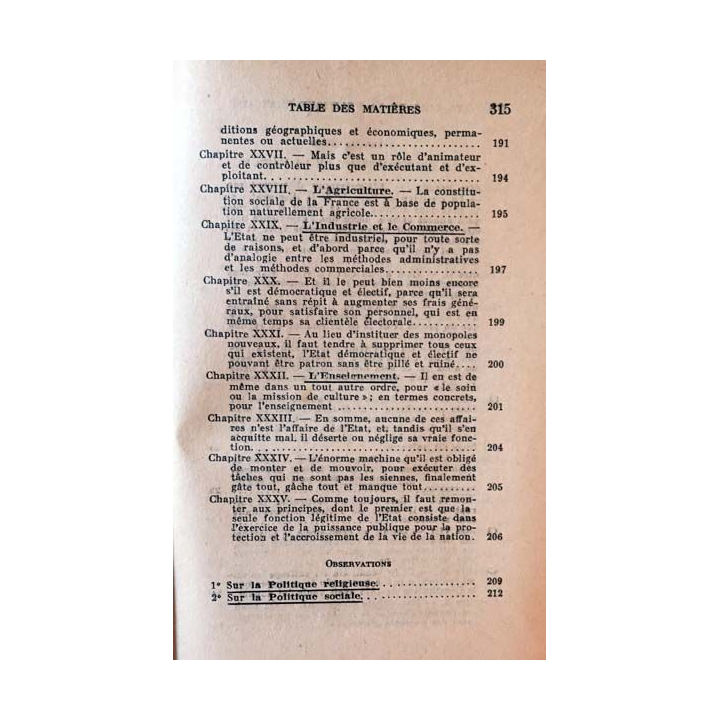 TABLE DES MATIÈRES 315
ditions géographiques et économiques, perma-
nentes ou actuelles........................ 191
Chapitre XXVII. — Mais c'est un rôle d'animateur
et de contrôleur plus que d'exécutant et d'ex-
ploitant................................... 194
Chapitre XXVIII. — L'Agriculture. — La constitu-
tion sociale de la France est à base de popula-
tion naturellement agricole.................. 195
Chapitre XXIX. — L'Industrie et le Commerce. —
L'Etat ne peut être industriel, pour toute sorte
de raisons, et d'abord parce qu'il n'y a pas
d'analogie entre les méthodes administratives
et les méthodes commerciales............... 197
Chapitre XXX. — Et il le peut bien moins encore
s'il est démocratique et électif, parce qu'il sera
entraîné sans répit à augmenter ses frais géné-
raux, pour satisfaire son personnel, qui est en
même temps sa clientèle électorale........... 199
Chapitre XXXI. — Au lieu d'instituer des monopoles
nouveaux, il faut tendre à supprimer tous ceux
qui existent, l'Etat démocratique et électif ne
pouvant être patron sans être pillé et ruiné.... 200
Chapitre XXXII. — L'Enseignement. — Il en est de
même dans un tout autre ordre, pour « le soin
ou la mission de culture » ; en termes concrets,
pour l'enseignement ....................... 201
Chapitre XXXIII. — En somme, aucune de ces affai-
res n'est l'affaire de l'Etat, et, tandis qu'il s'en
acquitte mal, il déserte ou néglige sa vraie fonc-
tion....................................... 204
Chapitre XXXIV. — L'énorme machine qu'il est obligé
de monter et de mouvoir, pour exécuter des
tâches qui ne sont pas les siennes, finalement
gâte tout, gâche tout et manque tout.......... 205
Chapitre XXXV. — Comme toujours, il faut remon-
ter aux principes, dont le premier est que la
seule fonction légitime de l'Etat consiste dans
l'exercice de la puissance publique pour la pro-
tection et l'accroissement de la vie de la nation. 206
OBSERVATIONS
1° Sur la Politique religieuse................ 209
2° Sur la Politique sociale.................. 212